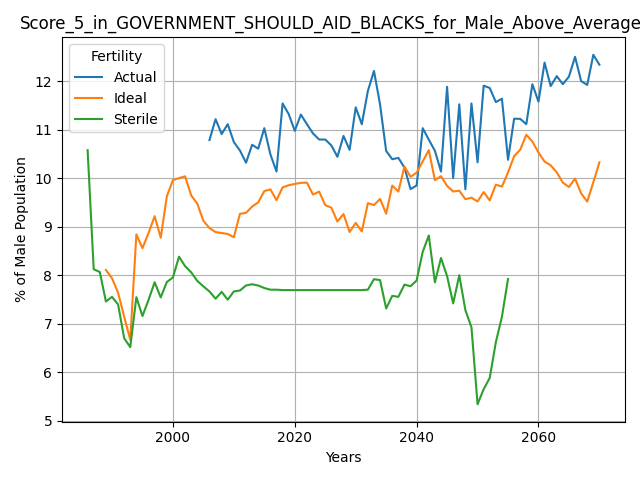 Score_5_in_GOVERNMENT_SHOULD_AID_BLACKS_for_Male_Above_Average
Fertility
Actual
Ideal
Sterile
% of Male Population
12
11
10
9
8
7
6
5
2000 2020 2040 2060
Years